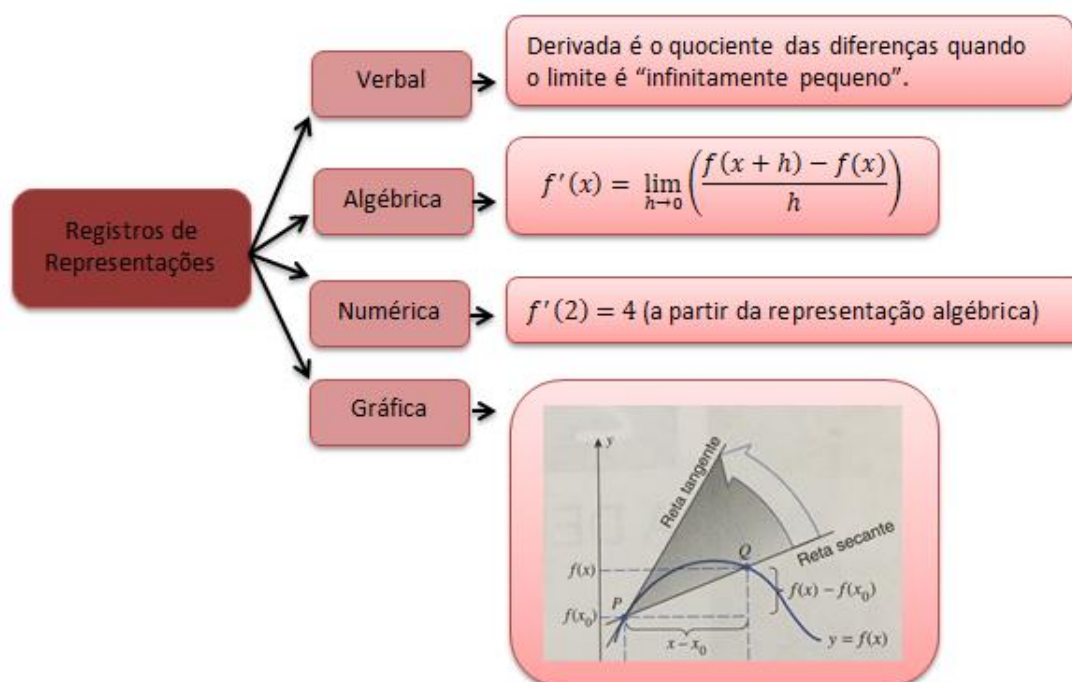 Registros de
Representações
Verbal
Derivada é o quociente das diferenças quando
o limite é “infinitamente pequeno”.
Algébrica
f′(x) = lim h→0 ( (f(x + h) − f(x)) / h )
Numérica
f′(2) = 4 (a partir da representação algébrica)
Gráfica
y
Reta tangente
Reta secante
Q
f(x)
f(x) − f(x₀)
P
f(x₀)
x − x₀
y = f(x)